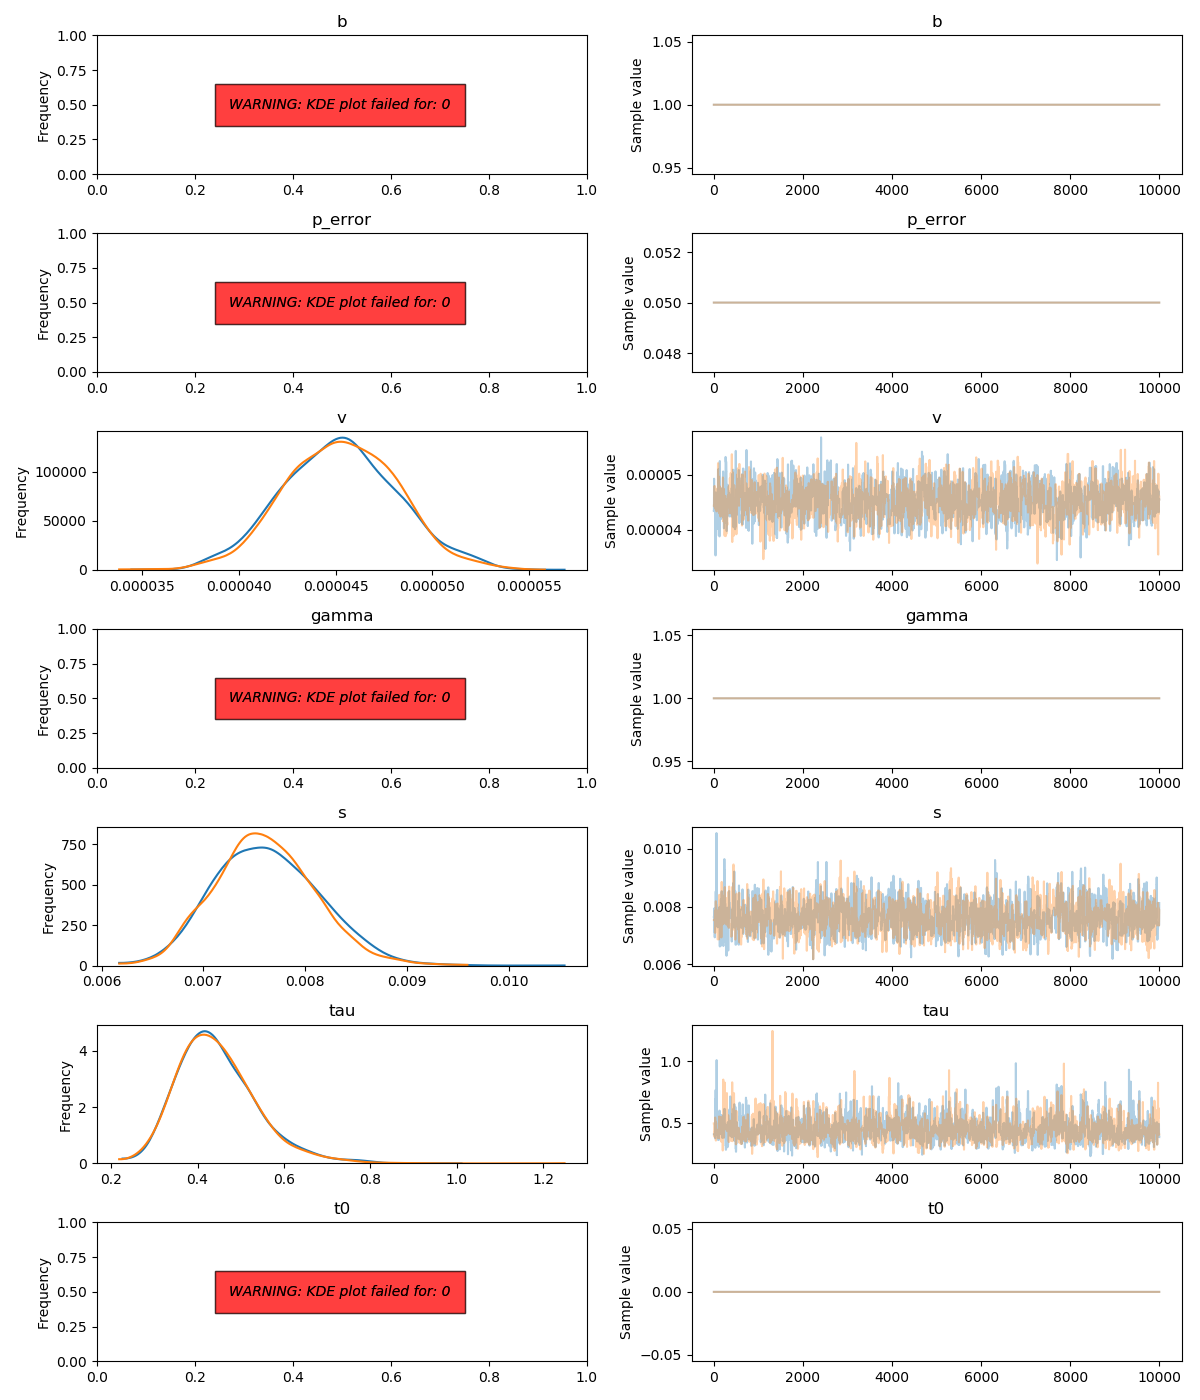 b
1.00
0.75
0.50
0.25
0.00
Frequency
WARNING: KDE plot failed for: 0
0.0 0.2 0.4 0.6 0.8 1.0
b
1.05
1.00
0.95
Sample value
0 2000 4000 6000 8000 10000
p_error
1.00
0.75
0.50
0.25
0.00
Frequency
WARNING: KDE plot failed for: 0
0.0 0.2 0.4 0.6 0.8 1.0
p_error
0.052
0.050
0.048
Sample value
0 2000 4000 6000 8000 10000
v
100000
50000
0
Frequency
0.000035 0.000040 0.000045 0.000050 0.000055
v
0.00005
0.00004
Sample value
0 2000 4000 6000 8000 10000
gamma
1.00
0.75
0.50
0.25
0.00
Frequency
WARNING: KDE plot failed for: 0
0.0 0.2 0.4 0.6 0.8 1.0
gamma
1.05
1.00
0.95
Sample value
0 2000 4000 6000 8000 10000
s
750
500
250
0
Frequency
0.006 0.007 0.008 0.009 0.010
s
0.010
0.008
0.006
Sample value
0 2000 4000 6000 8000 10000
tau
4
2
0
Frequency
0.2 0.4 0.6 0.8 1.0 1.2
tau
1.0
0.5
Sample value
0 2000 4000 6000 8000 10000
t0
1.00
0.75
0.50
0.25
0.00
Frequency
WARNING: KDE plot failed for: 0
0.0 0.2 0.4 0.6 0.8 1.0
t0
0.05
0.00
−0.05
Sample value
0 2000 4000 6000 8000 10000